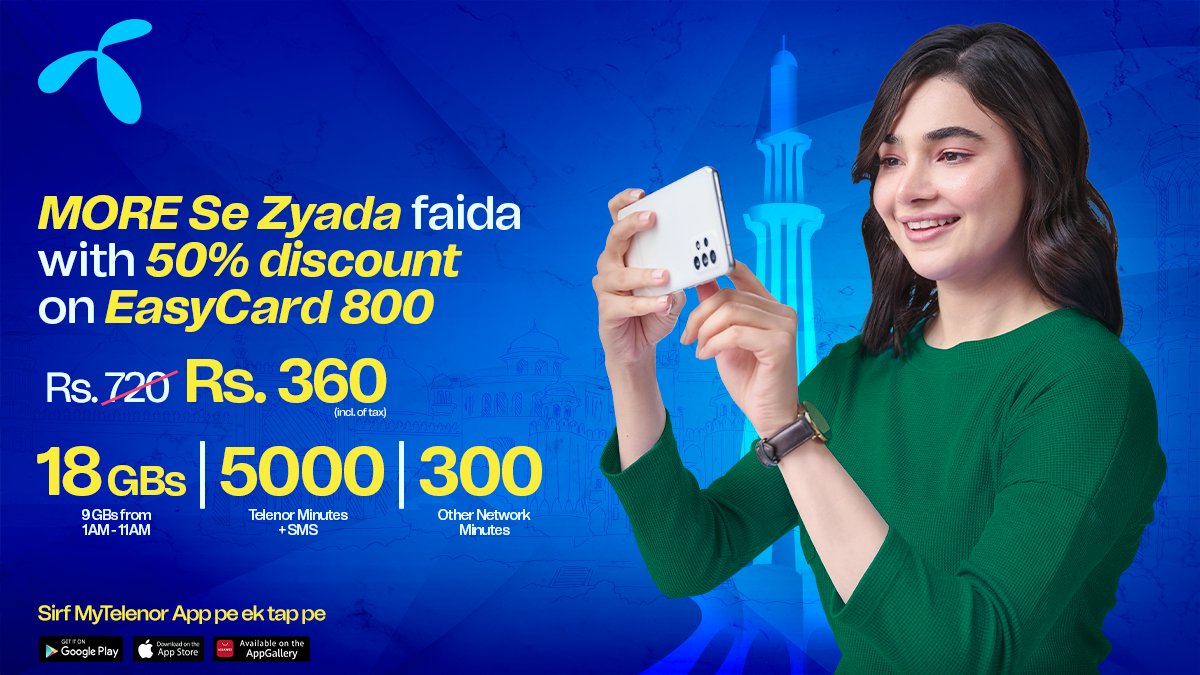 MORE Se Zyada faida
with 50% discount
on EasyCard 800
Rs. 720 Rs. 360
(incl. of tax)
18 GBs | 5000 | 300
9 GBs from
1AM - 11AM
Telenor Minutes
+ SMS
Other Network
Minutes
Sirf MyTelenor App pe ek tap pe
GET IT ON
Google Play
Download on the
App Store
HUAWEI
Available on the
AppGallery